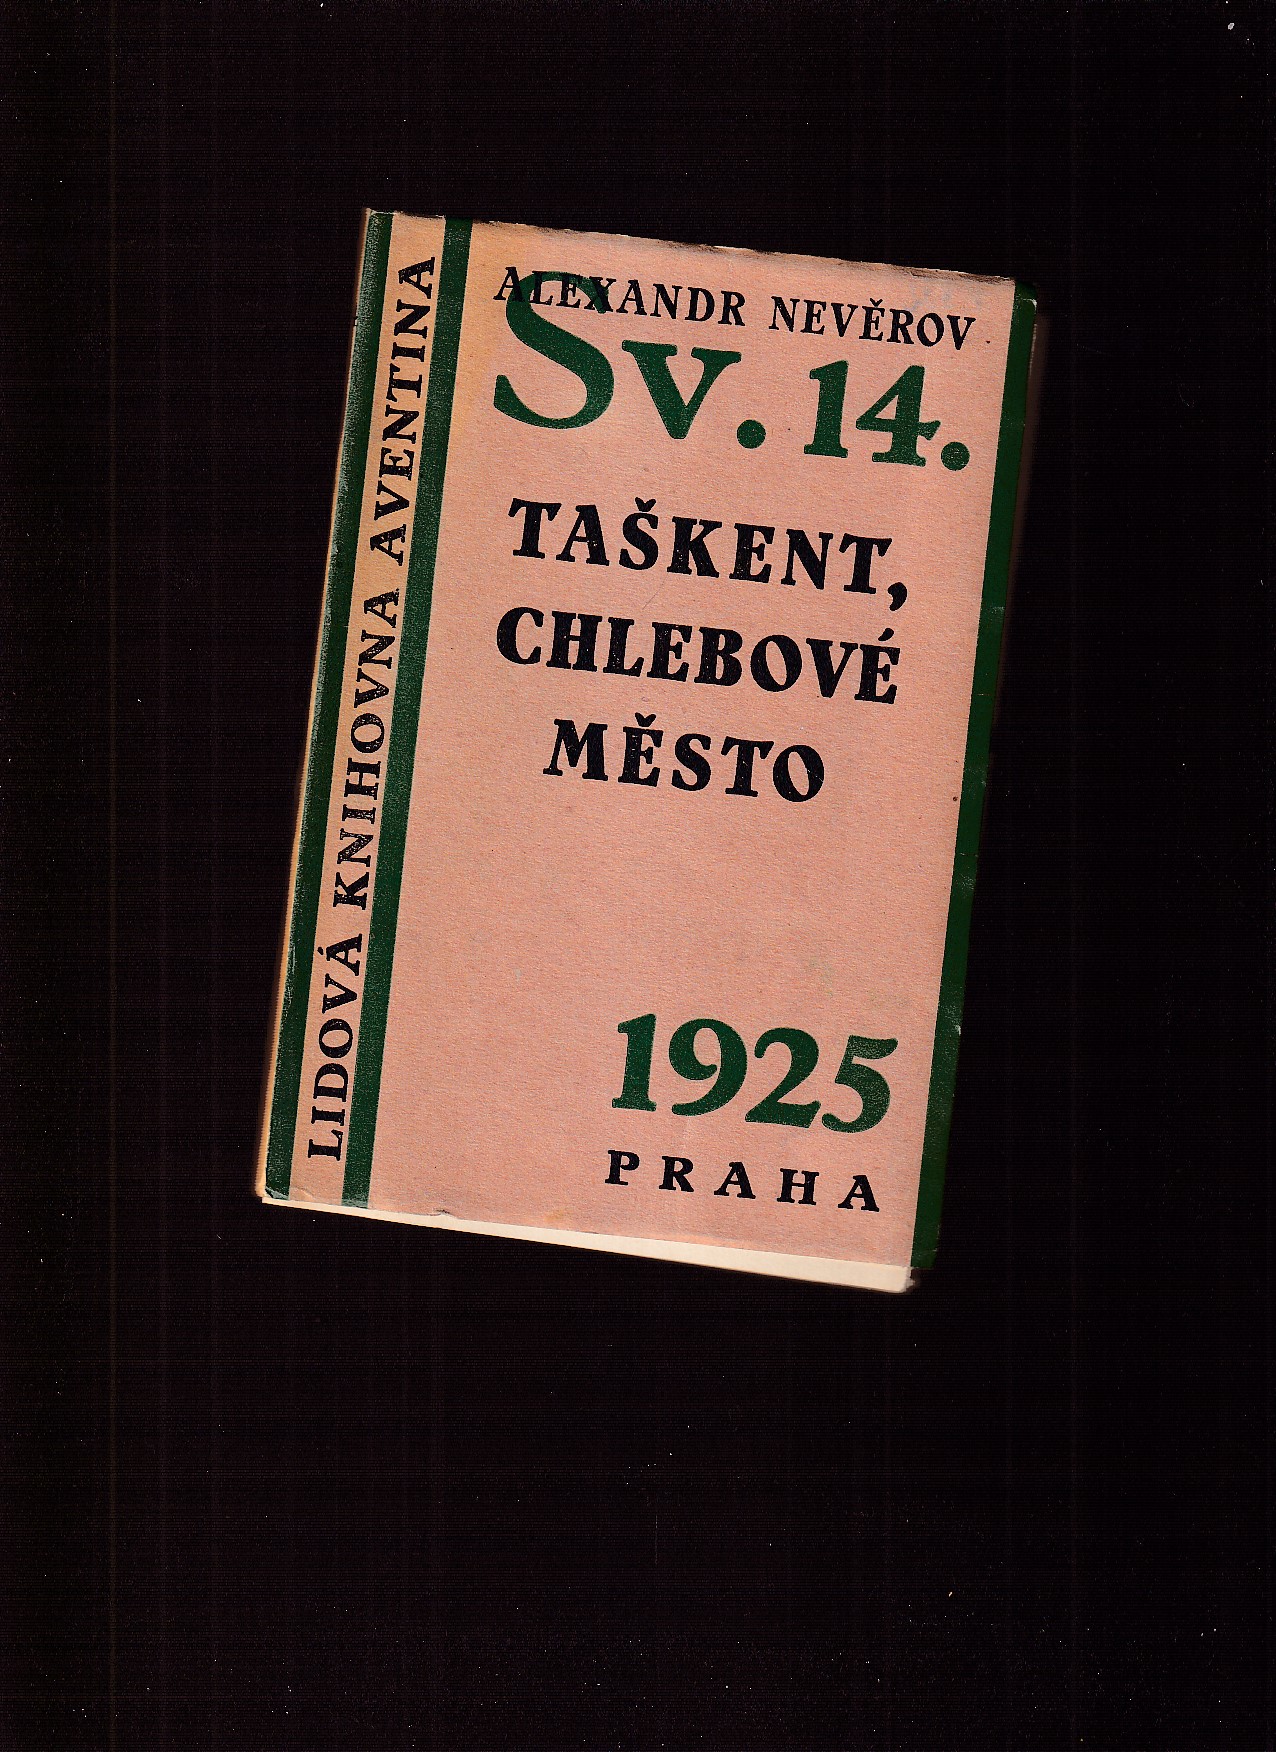 ALEXANDR NEVĚROV
Sv. 14.
TAŠKENT,
CHLEBOVÉ
MĚSTO
1925
PRAHA
LIDOVÁ KNIHOVNA AVENTINA